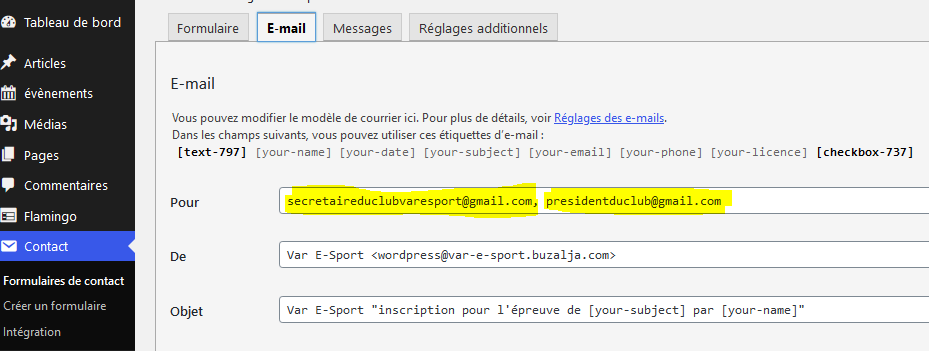 Tableau de bord
Articles
évènements
Médias
Pages
Commentaires
Flamingo
Contact
Formulaires de contact
Créer un formulaire
Intégration
Formulaire
E-mail
Messages
Réglages additionnels
E-mail
Vous pouvez modifier le modèle de courrier ici. Pour plus de détails, voir Réglages des e-mails.
Dans les champs suivants, vous pouvez utiliser ces étiquettes d'e-mail :
[text-797] [your-name] [your-date] [your-subject] [your-email] [your-phone] [your-licence] [checkbox-737]
Pour
secretaireduclubvaresport@gmail.com, presidentduclub@gmail.com
De
Var E-Sport <wordpress@var-e-sport.buzalja.com>
Objet
Var E-Sport "inscription pour l'épreuve de [your-subject] par [your-name]"